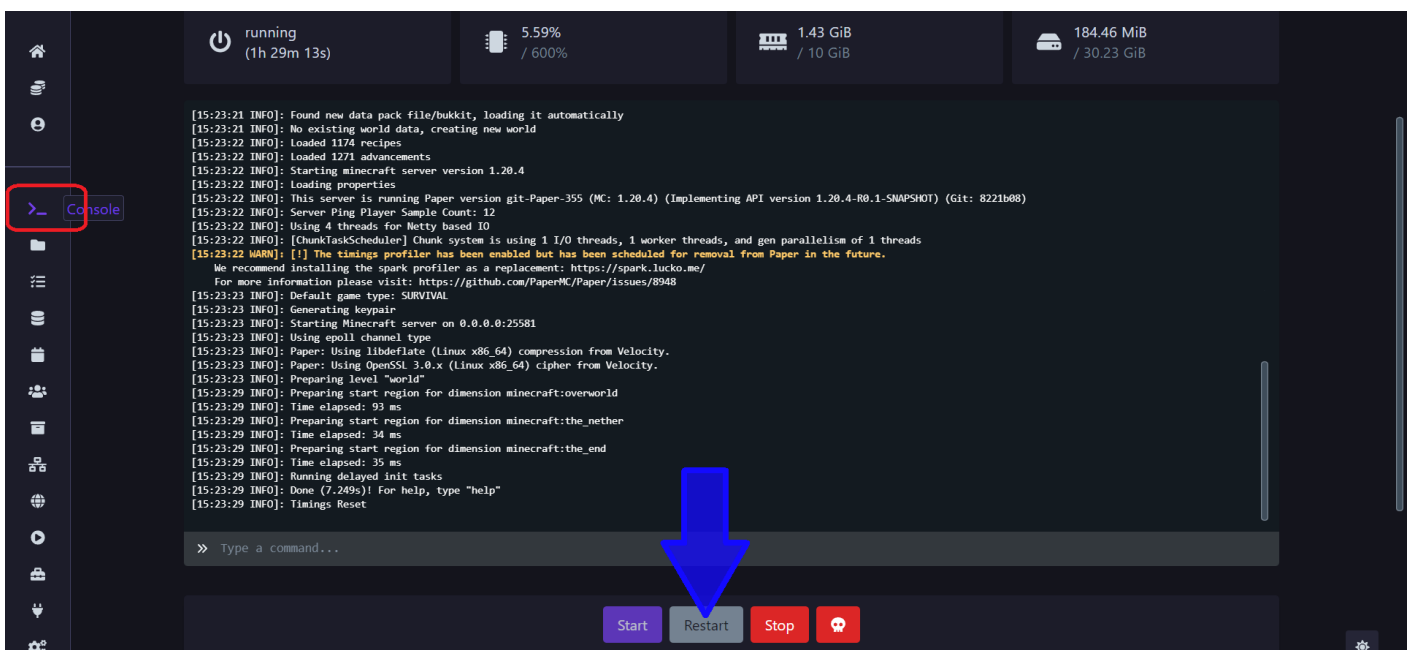 running
(1h 29m 13s)
5.59%
/ 600%
1.43 GiB
/ 10 GiB
184.46 MiB
/ 30.23 GiB
Console
[15:23:21 INFO]: Found new data pack file/bukkit, loading it automatically
[15:23:21 INFO]: No existing world data, creating new world
[15:23:22 INFO]: Loaded 1174 recipes
[15:23:22 INFO]: Loaded 1271 advancements
[15:23:22 INFO]: Starting minecraft server version 1.20.4
[15:23:22 INFO]: Loading properties
[15:23:22 INFO]: This server is running Paper version git-Paper-355 (MC: 1.20.4) (Implementing API version 1.20.4-R0.1-SNAPSHOT) (Git: 8221b08)
[15:23:22 INFO]: Server Ping Player Sample Count: 12
[15:23:22 INFO]: Using 4 threads for Netty based IO
[15:23:22 INFO]: [ChunkTaskScheduler] Chunk system is using 1 I/O threads, 1 worker threads, and gen parallelism of 1 threads
[15:23:22 WARN]: [!] The timings profiler has been enabled but has been scheduled for removal from Paper in the future.
We recommend installing the spark profiler as a replacement: https://spark.lucko.me/
For more information please visit: https://github.com/PaperMC/Paper/issues/8948
[15:23:23 INFO]: Default game type: SURVIVAL
[15:23:23 INFO]: Generating keypair
[15:23:23 INFO]: Starting Minecraft server on 0.0.0.0:25581
[15:23:23 INFO]: Using epoll channel type
[15:23:23 INFO]: Paper: Using libdeflate (Linux x86_64) compression from Velocity.
[15:23:23 INFO]: Paper: Using OpenSSL 3.0.x (Linux x86_64) cipher from Velocity.
[15:23:23 INFO]: Preparing level "world"
[15:23:29 INFO]: Preparing start region for dimension minecraft:overworld
[15:23:29 INFO]: Time elapsed: 93 ms
[15:23:29 INFO]: Preparing start region for dimension minecraft:the_nether
[15:23:29 INFO]: Time elapsed: 34 ms
[15:23:29 INFO]: Preparing start region for dimension minecraft:the_end
[15:23:29 INFO]: Time elapsed: 35 ms
[15:23:29 INFO]: Running delayed init tasks
[15:23:29 INFO]: Done (7.249s)! For help, type "help"
[15:23:29 INFO]: Timings Reset
Type a command...
Start
Restart
Stop